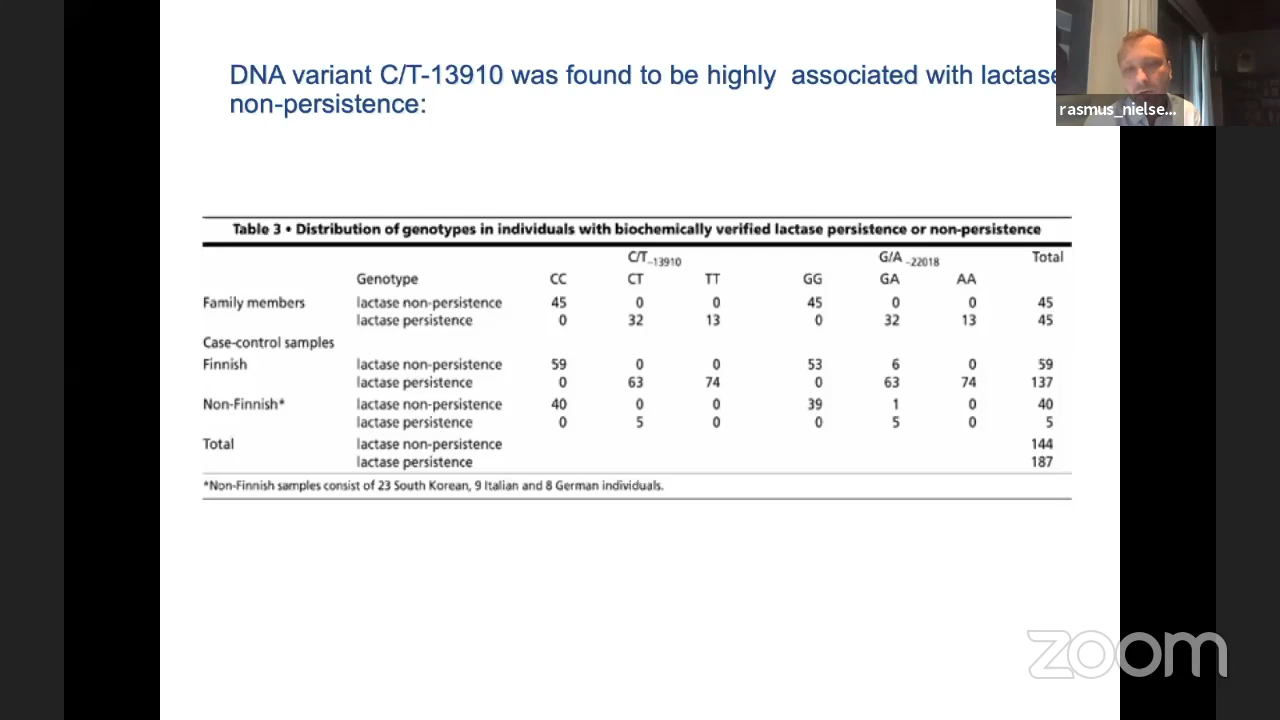 DNA variant C/T-13910 was found to be highly associated with lactase
non-persistence:
rasmus_nielse...
Table 3 • Distribution of genotypes in individuals with biochemically verified lactase persistence or non-persistence
C/T-13910 G/A -22018 Total
Genotype CC CT TT GG GA AA
Family members lactase non-persistence 45 0 0 45 0 0 45
lactase persistence 0 32 13 0 32 13 45
Case-control samples
Finnish lactase non-persistence 59 0 0 53 6 0 59
lactase persistence 0 63 74 0 63 74 137
Non-Finnish* lactase non-persistence 40 0 0 39 1 0 40
lactase persistence 0 5 0 0 5 0 5
Total lactase non-persistence 144
lactase persistence 187
*Non-Finnish samples consist of 23 South Korean, 9 Italian and 8 German individuals.
zoom